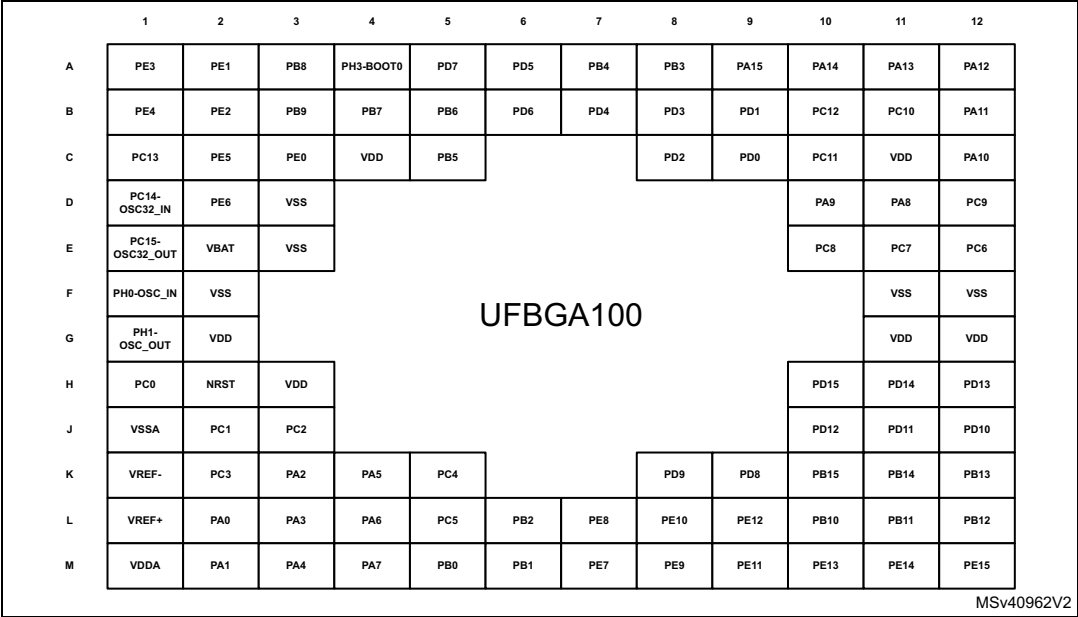 1 2 3 4 5 6 7 8 9 10 11 12
A PE3 PE1 PB8 PH3-BOOT0 PD7 PD5 PB4 PB3 PA15 PA14 PA13 PA12
B PE4 PE2 PB9 PB7 PB6 PD6 PD4 PD3 PD1 PC12 PC10 PA11
C PC13 PE5 PE0 VDD PB5 PD2 PD0 PC11 VDD PA10
D PC14-
OSC32_IN PE6 VSS PA9 PA8 PC9
E PC15-
OSC32_OUT VBAT VSS PC8 PC7 PC6
F PH0-OSC_IN VSS VSS VSS
UFBGA100
G PH1-
OSC_OUT VDD VDD VDD
H PC0 NRST VDD PD15 PD14 PD13
J VSSA PC1 PC2 PD12 PD11 PD10
K VREF- PC3 PA2 PA5 PC4 PD9 PD8 PB15 PB14 PB13
L VREF+ PA0 PA3 PA6 PC5 PB2 PE8 PE10 PE12 PB10 PB11 PB12
M VDDA PA1 PA4 PA7 PB0 PB1 PE7 PE9 PE11 PE13 PE14 PE15
MSv40962V2